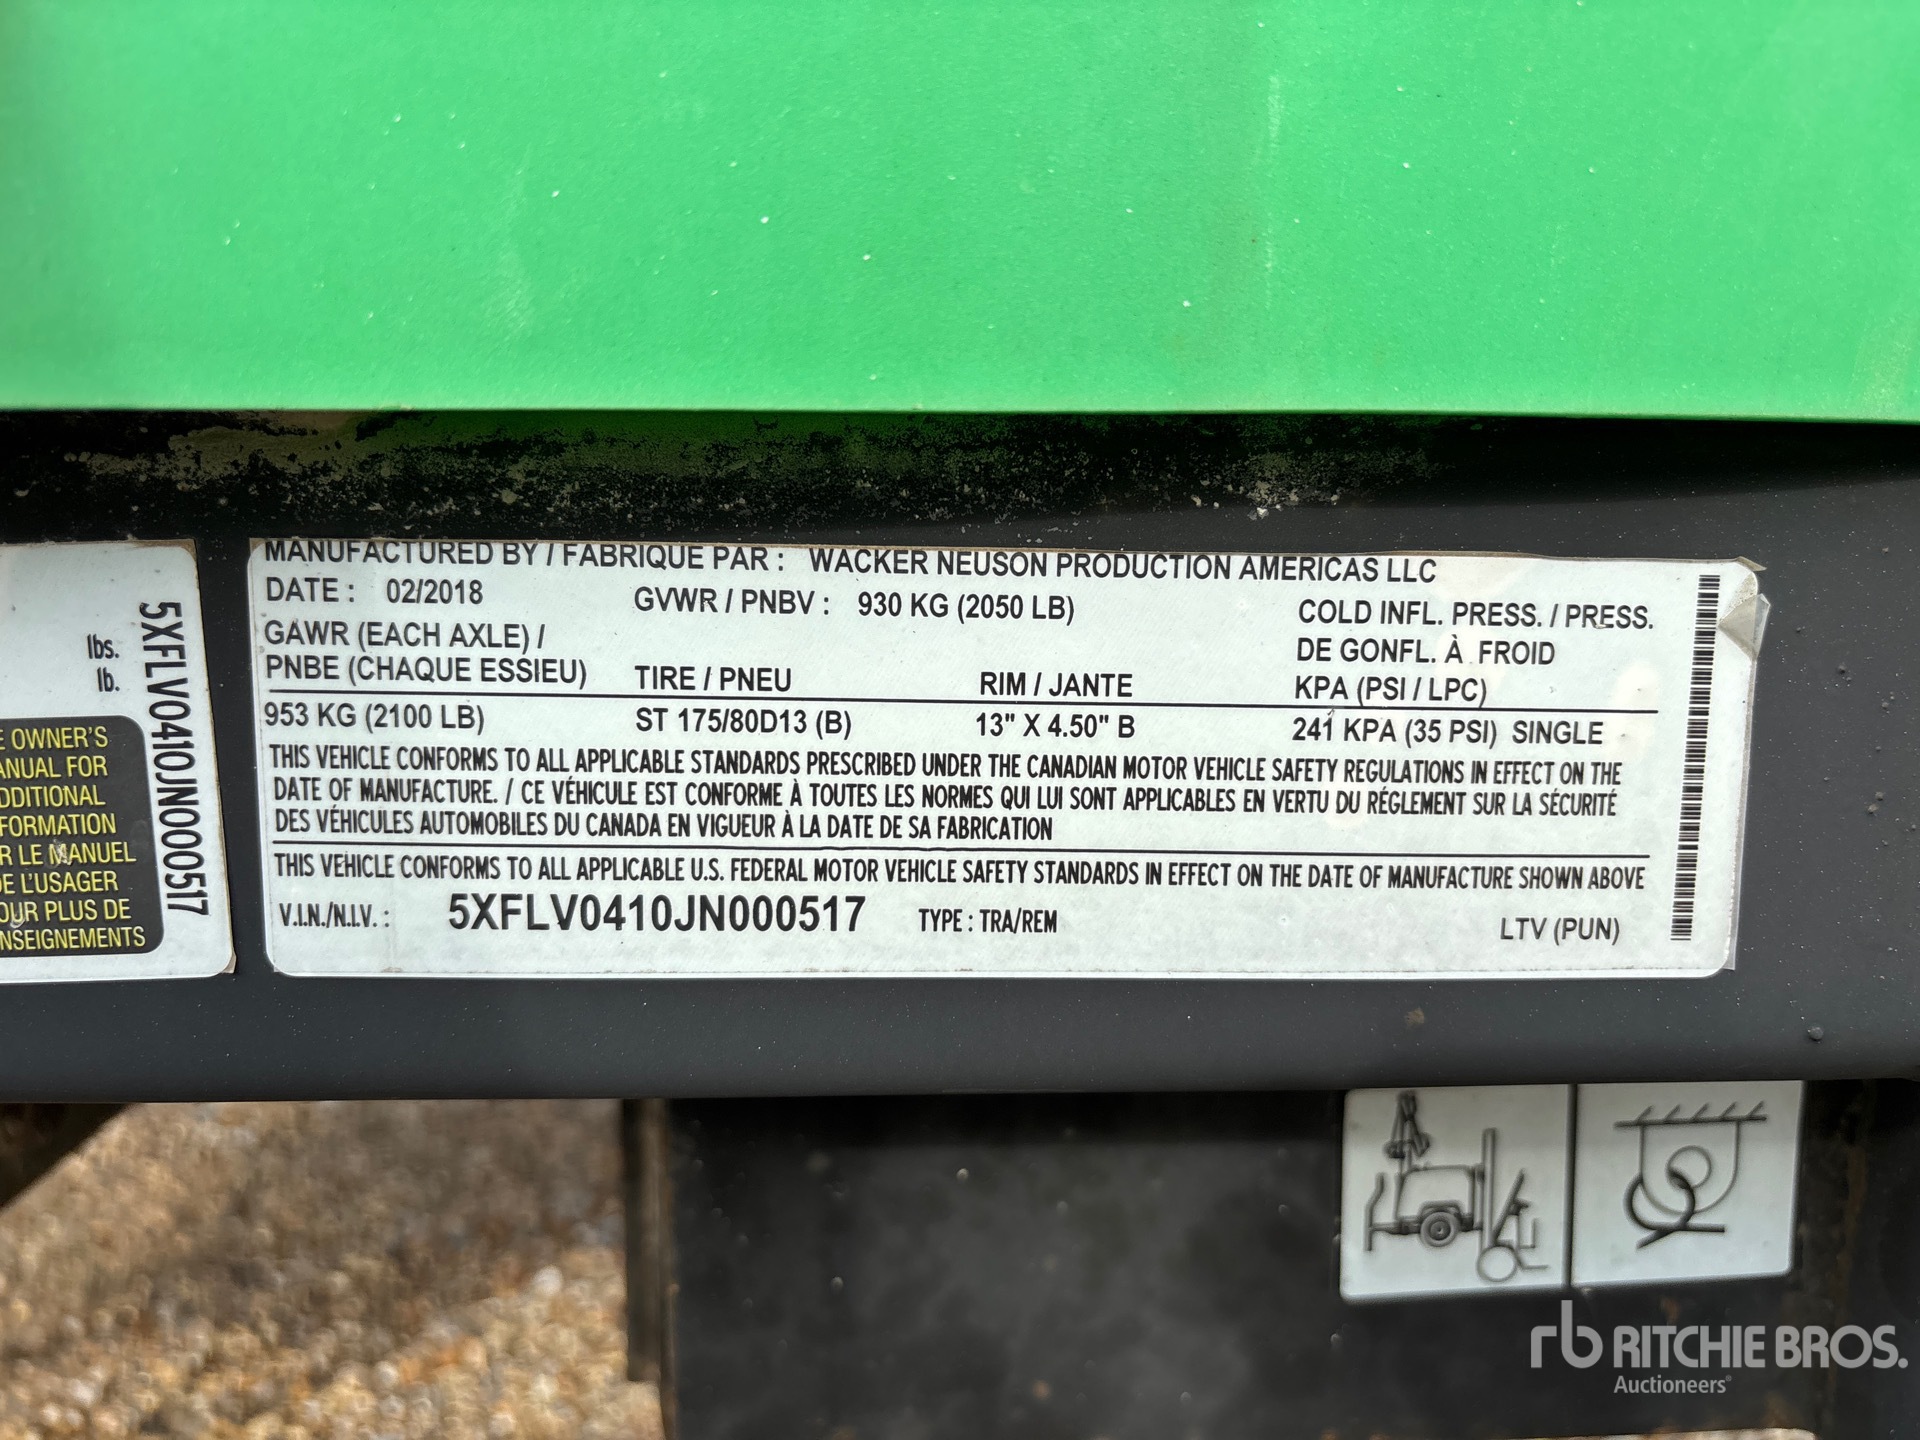 MANUFACTURED BY / FABRIQUE PAR : WACKER NEUSON PRODUCTION AMERICAS LLC
DATE : 02/2018 GVWR / PNBV : 930 KG (2050 LB) COLD INFL. PRESS. / PRESS.
GAWR (EACH AXLE) / DE GONFL. À FROID
PNBE (CHAQUE ESSIEU) TIRE / PNEU RIM / JANTE KPA (PSI / LPC)
953 KG (2100 LB) ST 175/80D13 (B) 13" X 4.50" B 241 KPA (35 PSI) SINGLE
THIS VEHICLE CONFORMS TO ALL APPLICABLE STANDARDS PRESCRIBED UNDER THE CANADIAN MOTOR VEHICLE SAFETY REGULATIONS IN EFFECT ON THE
DATE OF MANUFACTURE. / CE VÉHICULE EST CONFORME À TOUTES LES NORMES QUI LUI SONT APPLICABLES EN VERTU DU RÉGLEMENT SUR LA SÉCURITÉ
DES VÉHICULES AUTOMOBILES DU CANADA EN VIGUEUR À LA DATE DE SA FABRICATION
THIS VEHICLE CONFORMS TO ALL APPLICABLE U.S. FEDERAL MOTOR VEHICLE SAFETY STANDARDS IN EFFECT ON THE DATE OF MANUFACTURE SHOWN ABOVE
V.I.N./N.I.V. : 5XFLV0410JN000517 TYPE : TRA/REM LTV (PUN)
lbs.
lb.
5XFLV0410JN000517
E OWNER'S
ANUAL FOR
DDITIONAL
FORMATION
R LE MANUEL
DE L'USAGER
OUR PLUS DE
NSEIGNEMENTS
rb RITCHIE BROS.
Auctioneers